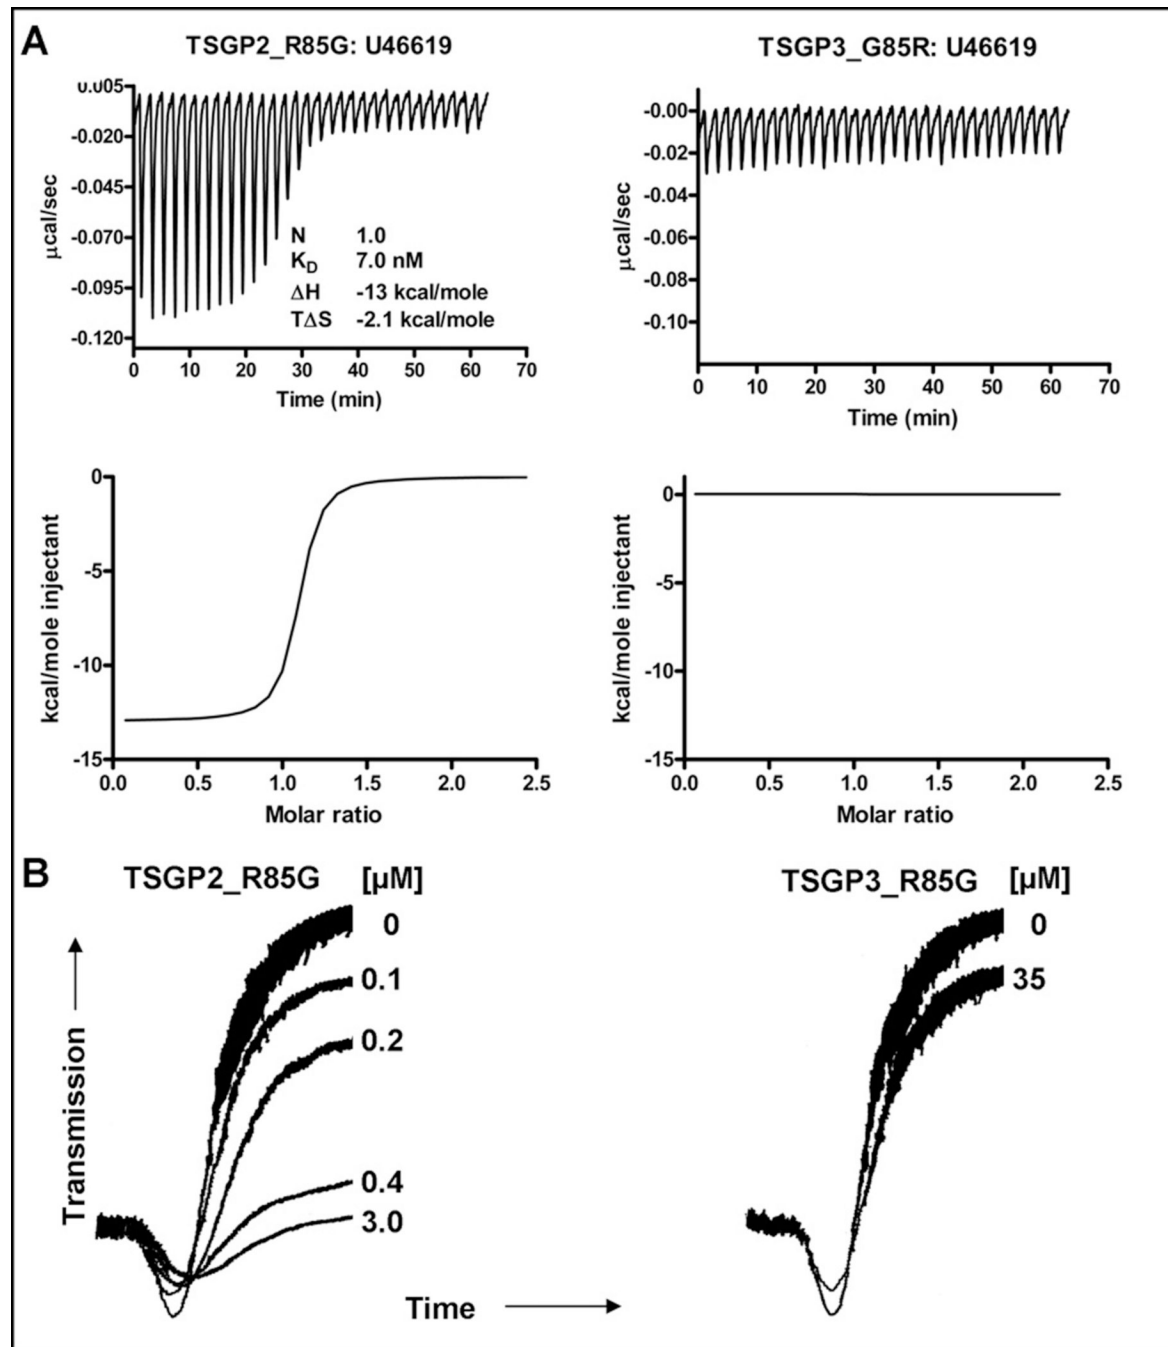 A
TSGP2_R85G: U46619
TSGP3_G85R: U46619
0.005
-0.020
-0.045
-0.070
-0.095
-0.120
µcal/sec
N 1.0
KD 7.0 nM
ΔH -13 kcal/mole
TΔS -2.1 kcal/mole
0 10 20 30 40 50 60 70
Time (min)
-0.00
-0.02
-0.04
-0.06
-0.08
-0.10
µcal/sec
0 10 20 30 40 50 60 70
Time (min)
0
-5
-10
-15
kcal/mole injectant
0.0 0.5 1.0 1.5 2.0 2.5
Molar ratio
0
-5
-10
-15
kcal/mole injectant
0.0 0.5 1.0 1.5 2.0 2.5
Molar ratio
B
TSGP2_R85G [µM]
0
0.1
0.2
0.4
3.0
Transmission
TSGP3_R85G [µM]
0
35
Time